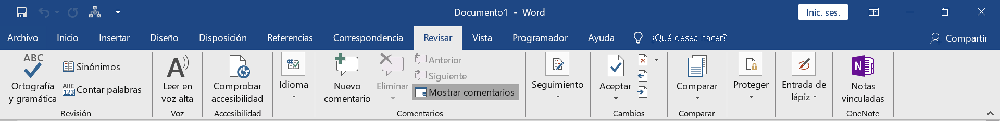 Documento1 - Word
Inic. ses.
Archivo Inicio Insertar Diseño Disposición Referencias Correspondencia Revisar Vista Programador Ayuda ¿Qué desea hacer? Compartir
ABC
Ortografía
y gramática
Sinónimos
ABC
123
Contar palabras
Revisión
A
Leer en
voz alta
Voz
Comprobar
accesibilidad
Accesibilidad
Idioma
Nuevo
comentario
Eliminar
Anterior
Siguiente
Mostrar comentarios
Comentarios
Seguimiento
Aceptar
Cambios
Comparar
Comparar
Proteger
Entrada de
lápiz
N
Notas
vinculadas
OneNote